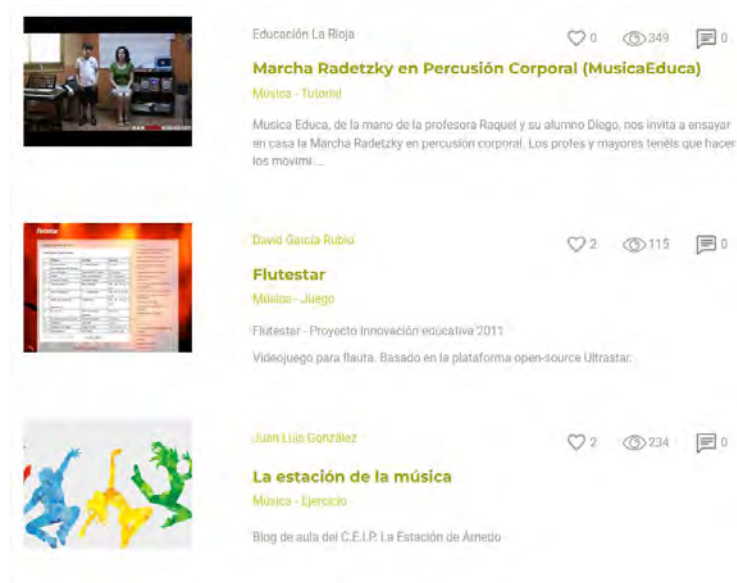 Educación La Rioja
0 349 0
Marcha Radetzky en Percusión Corporal (MusicaEduca)
Música - Tutorial
Musica Educa, de la mano de la profesora Raquel y su alumno Diego, nos invita a ensayar
en casa la Marcha Radetzky en percusión corporal. Los profes y mayores tenéis que hacer
los movimi ...
David García Rubio
2 115 0
Flutestar
Música - Juego
Flutestar - Proyecto Innovación educativa 2011
Videojuego para flauta. Basado en la plataforma open-source Ultrastar.
Juan Luis González
2 234 0
La estación de la música
Música - Ejercicio
Blog de aula del C.E.I.P. La Estación de Arnedo